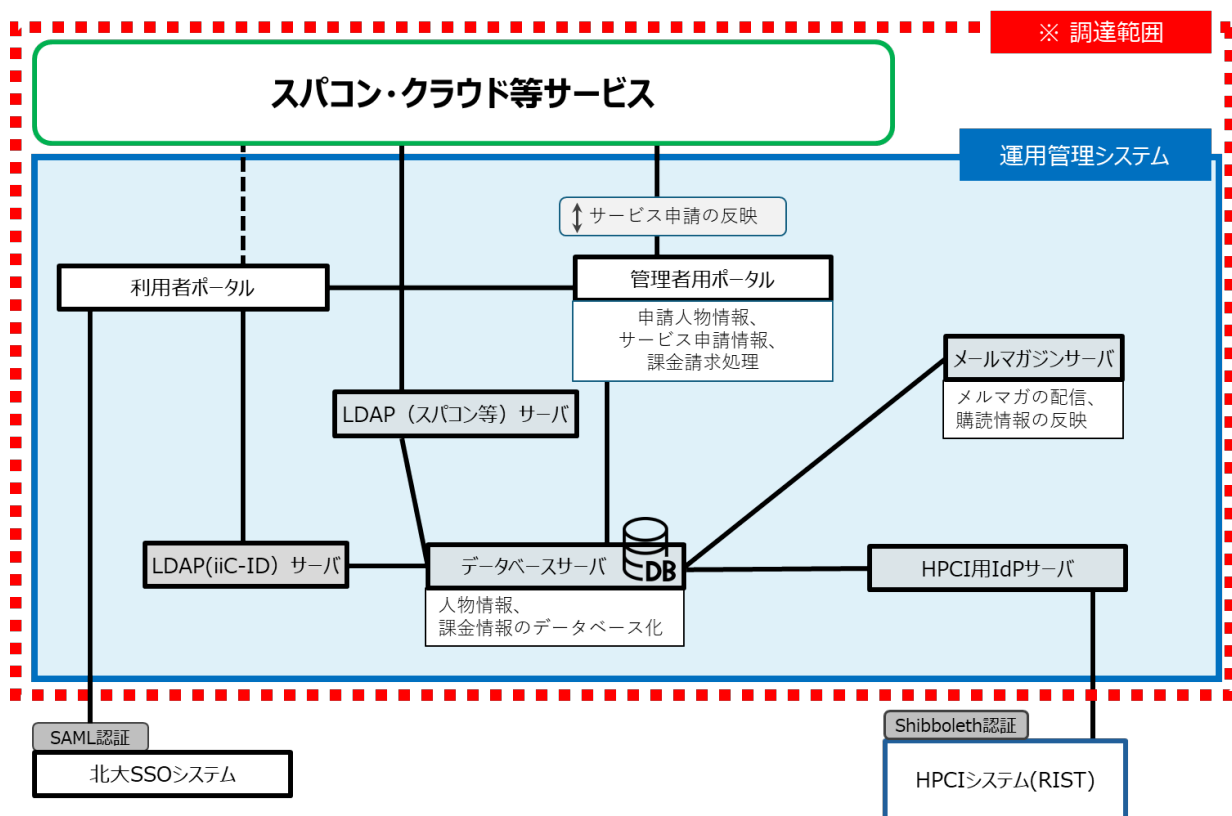 ※ 調達範囲
スパコン・クラウド等サービス
運用管理システム
サービス申請の反映
利用者ポータル
管理者用ポータル
申請人物情報、
サービス申請情報、
課金請求処理
メールマガジンサーバ
メルマガの配信、
購読情報の反映
LDAP（スパコン等）サーバ
LDAP(iiC-ID）サーバ
データベースサーバ
DB
人物情報、
課金情報のデータベース化
HPCI用IdPサーバ
SAML認証
北大SSOシステム
Shibboleth認証
HPCIシステム(RIST)